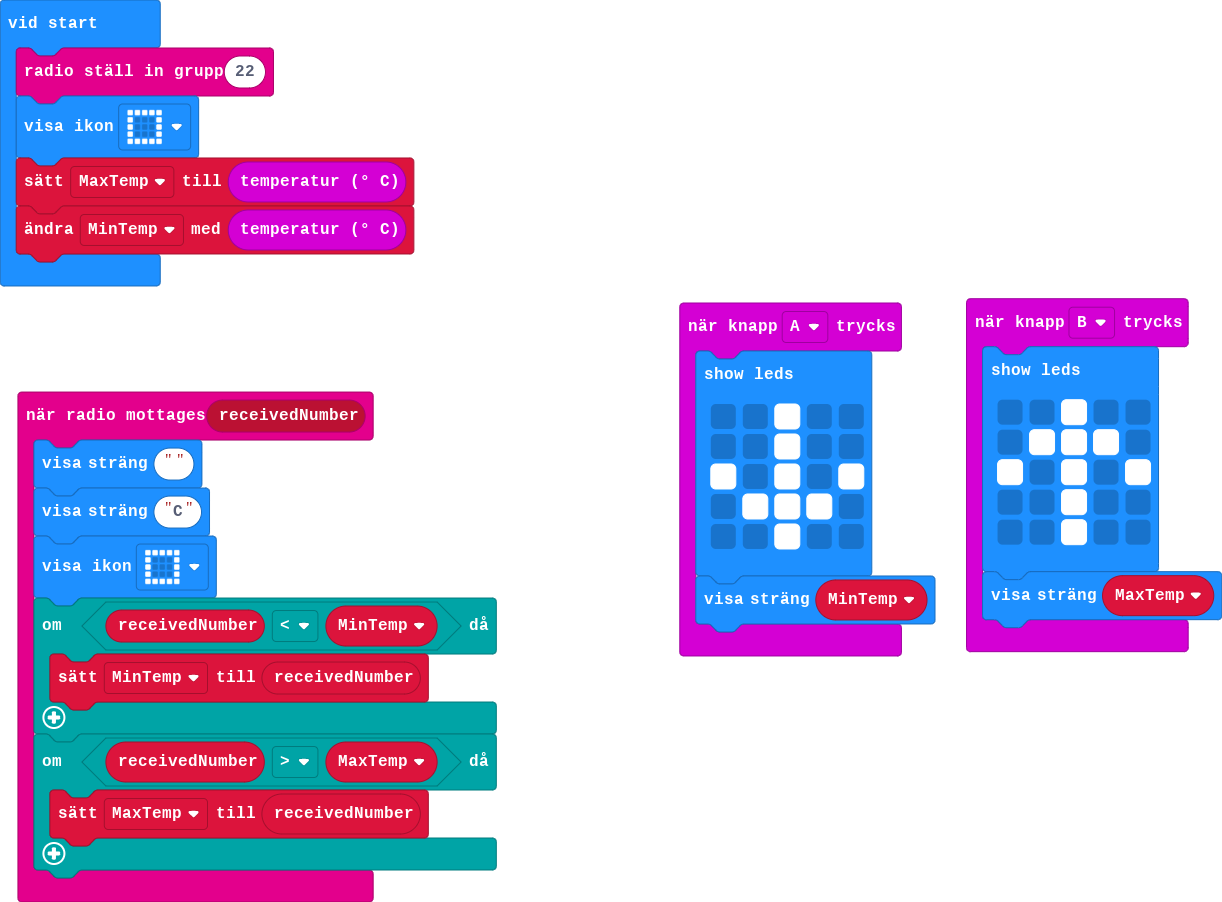 vid start
radio ställ in grupp 22
visa ikon
sätt MaxTemp till temperatur (° C)
ändra MinTemp med temperatur (° C)
när radio mottages receivedNumber
visa sträng " "
visa sträng "C"
visa ikon
om receivedNumber < MinTemp då
sätt MinTemp till receivedNumber
om receivedNumber > MaxTemp då
sätt MaxTemp till receivedNumber
när knapp A trycks
show leds
visa sträng MinTemp
när knapp B trycks
show leds
visa sträng MaxTemp